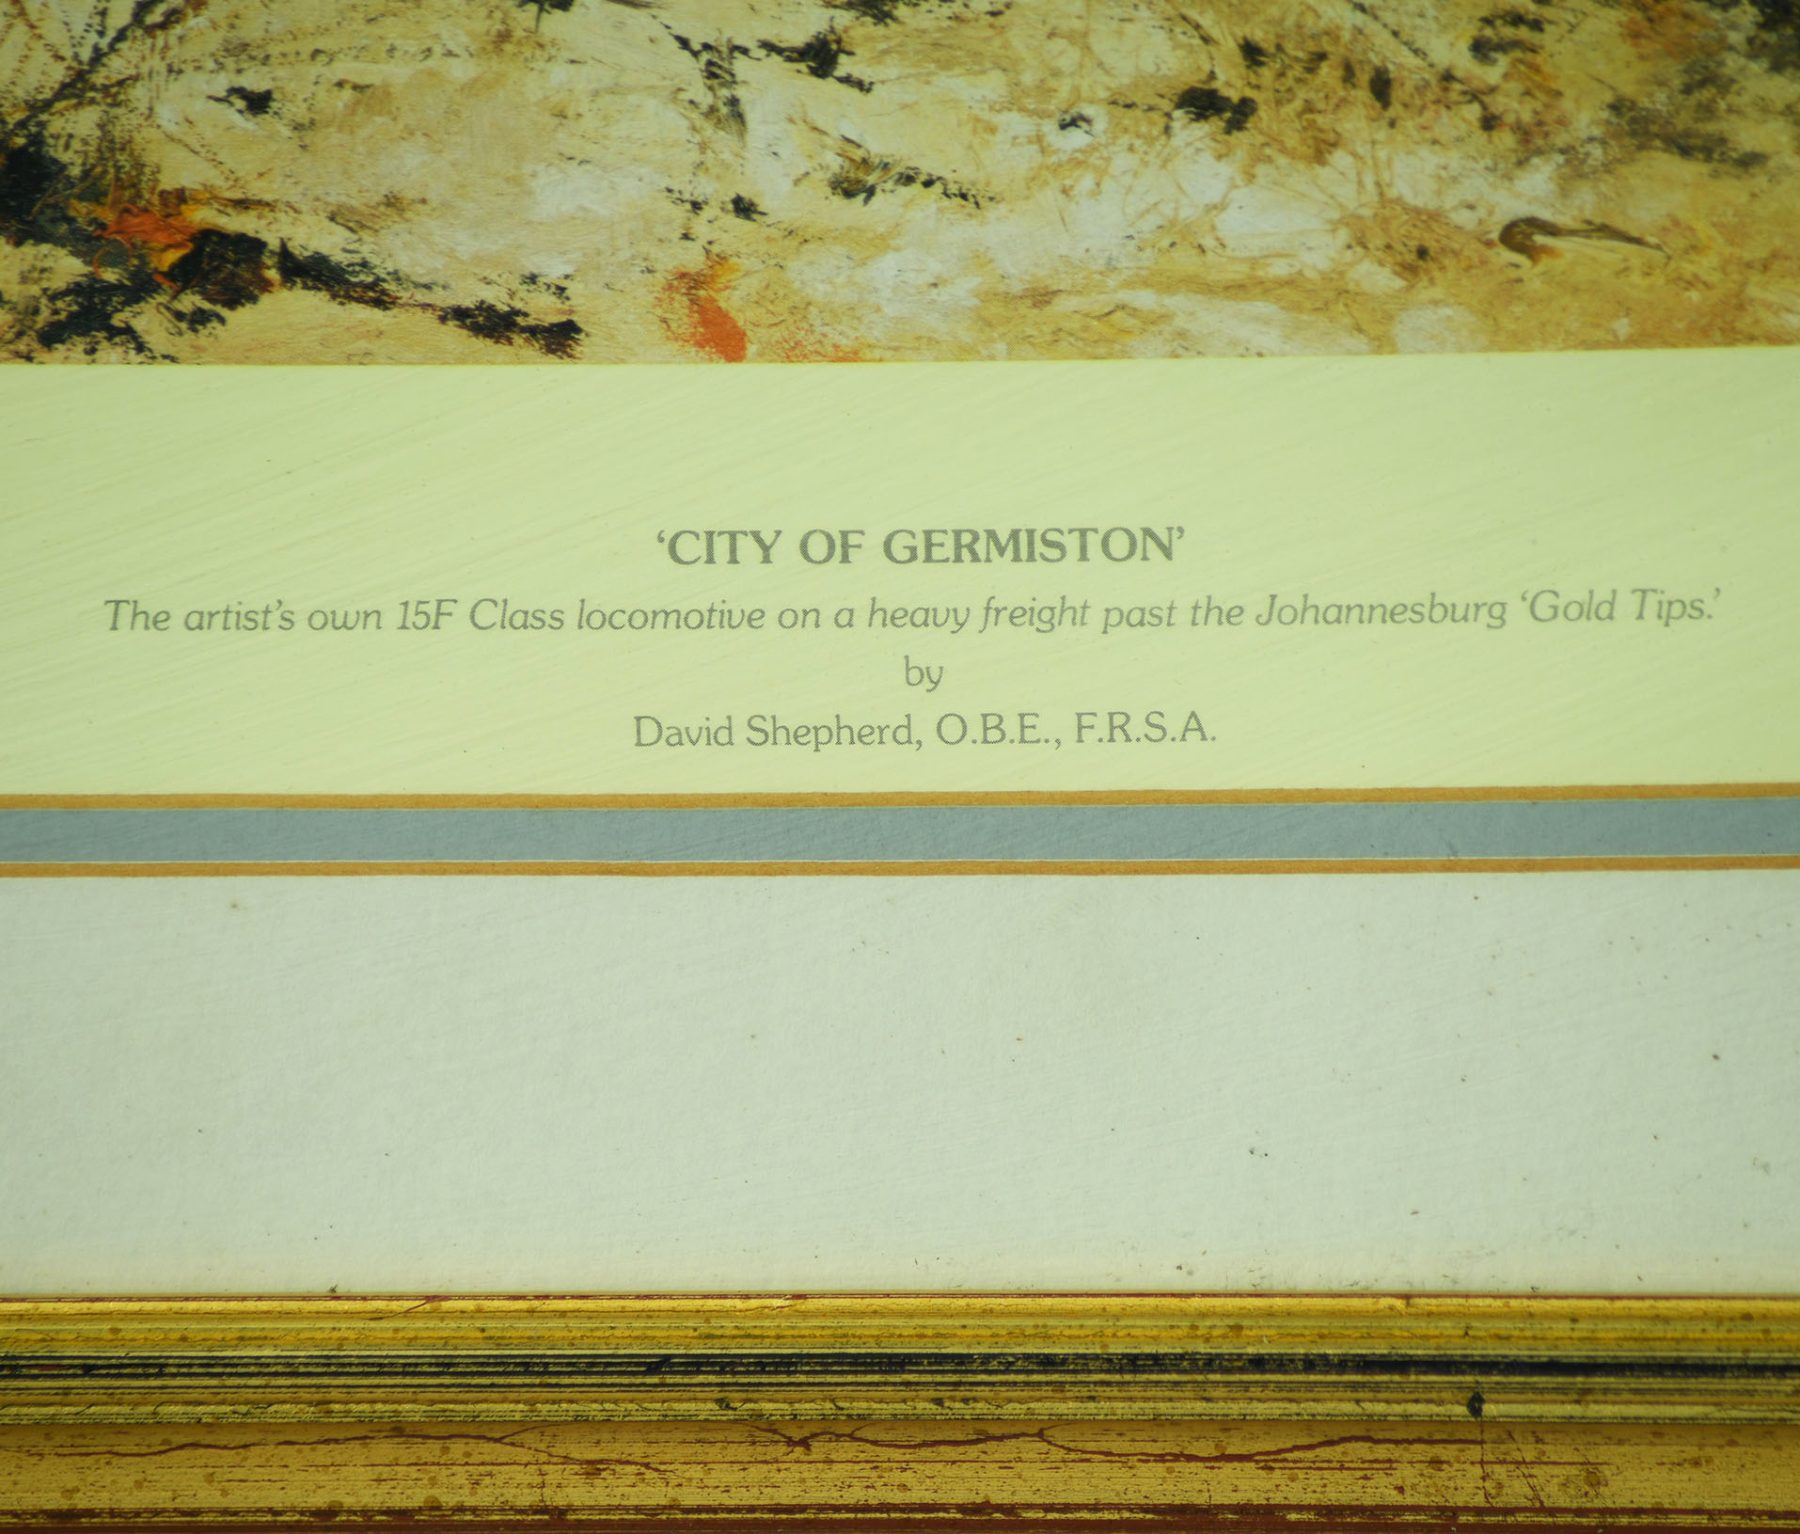 ‘CITY OF GERMISTON’
The artist’s own 15F Class locomotive on a heavy freight past the Johannesburg ‘Gold Tips.’
by
David Shepherd, O.B.E., F.R.S.A.